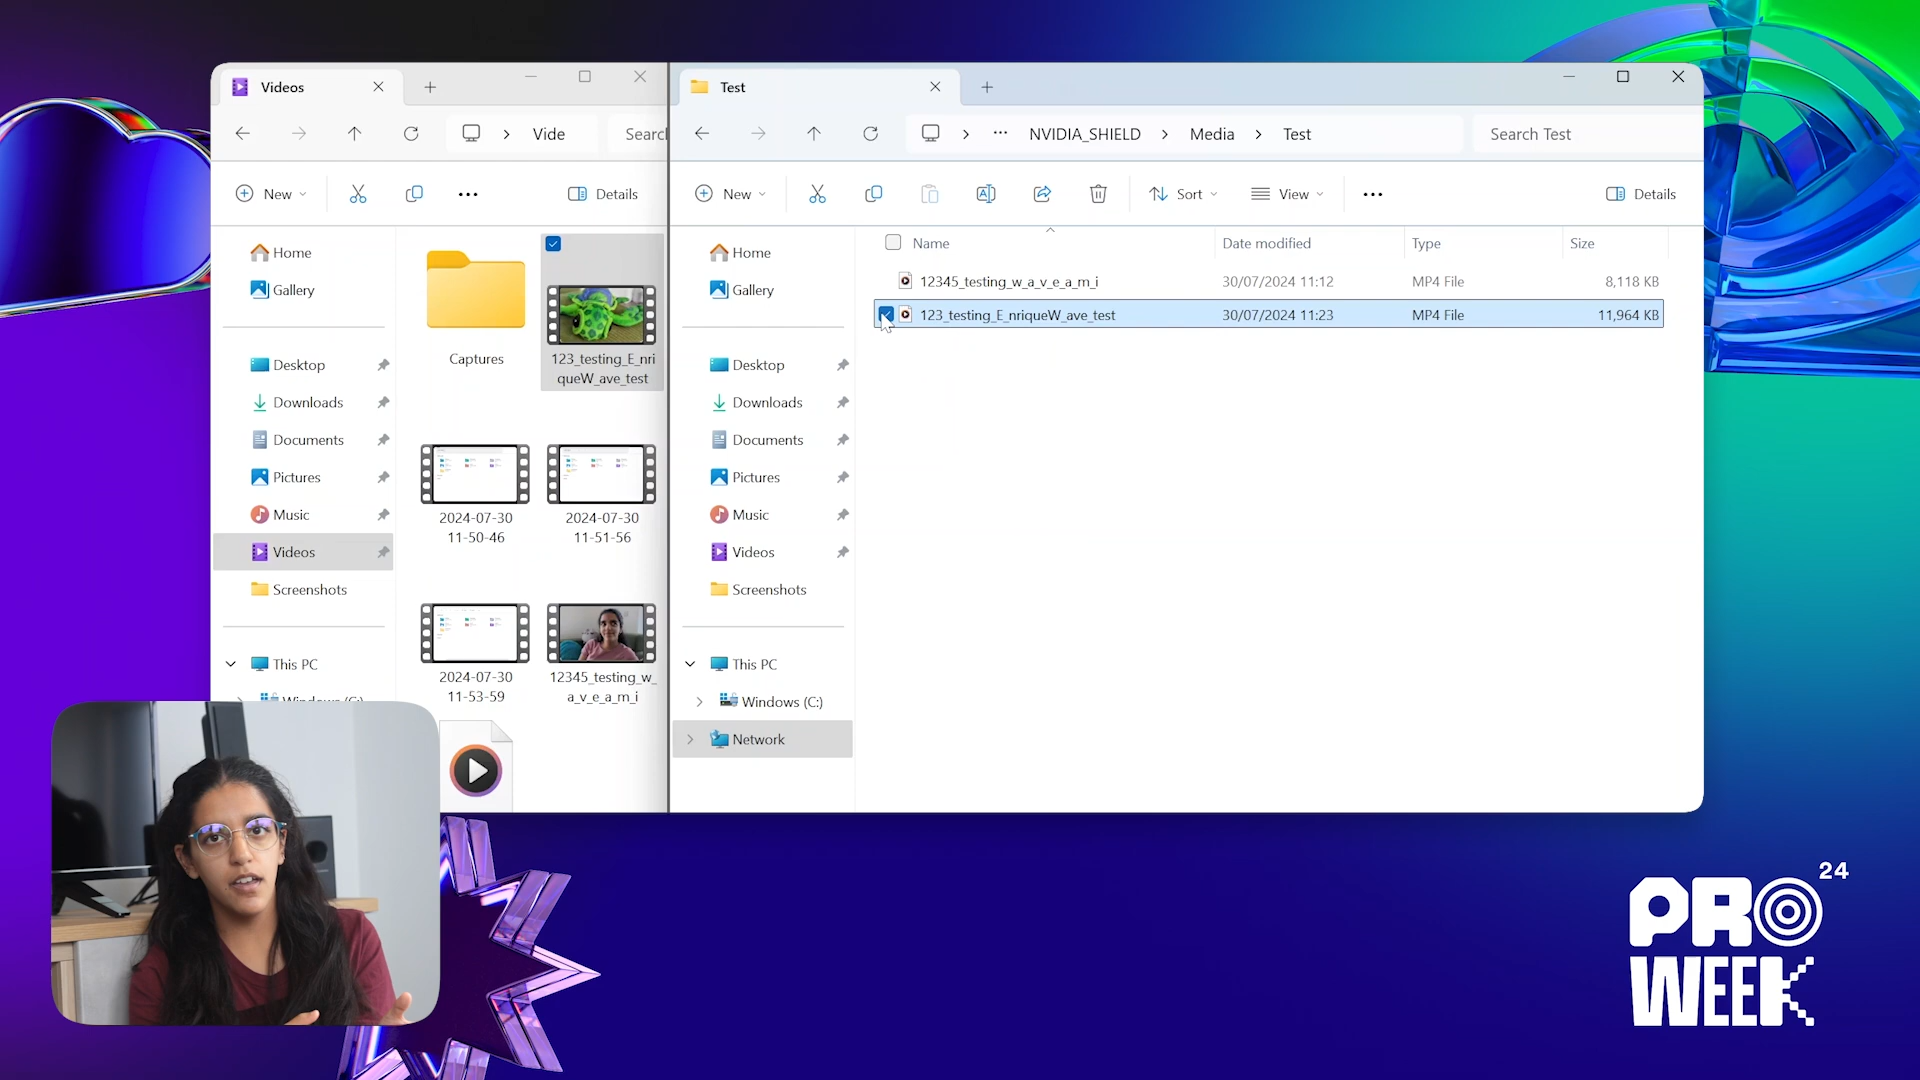 Videos
Vide
Searc
New
Details
Home
Gallery
Desktop
Downloads
Documents
Pictures
Music
Videos
Screenshots
This PC
Windows (C:)
Captures
123_testing_E_nri
queW_ave_test
2024-07-30
11-50-46
2024-07-30
11-51-56
2024-07-30
11-53-59
12345_testing_w_
a_v_e_a_m_i
Test
NVIDIA_SHIELD
Media
Test
Search Test
New
Sort
View
Details
Home
Gallery
Desktop
Downloads
Documents
Pictures
Music
Videos
Screenshots
This PC
Windows (C:)
Network
Name
Date modified
Type
Size
12345_testing_w_a_v_e_a_m_i
30/07/2024 11:12
MP4 File
8,118 KB
123_testing_E_nriqueW_ave_test
30/07/2024 11:23
MP4 File
11,964 KB
PRO
24
WEEK